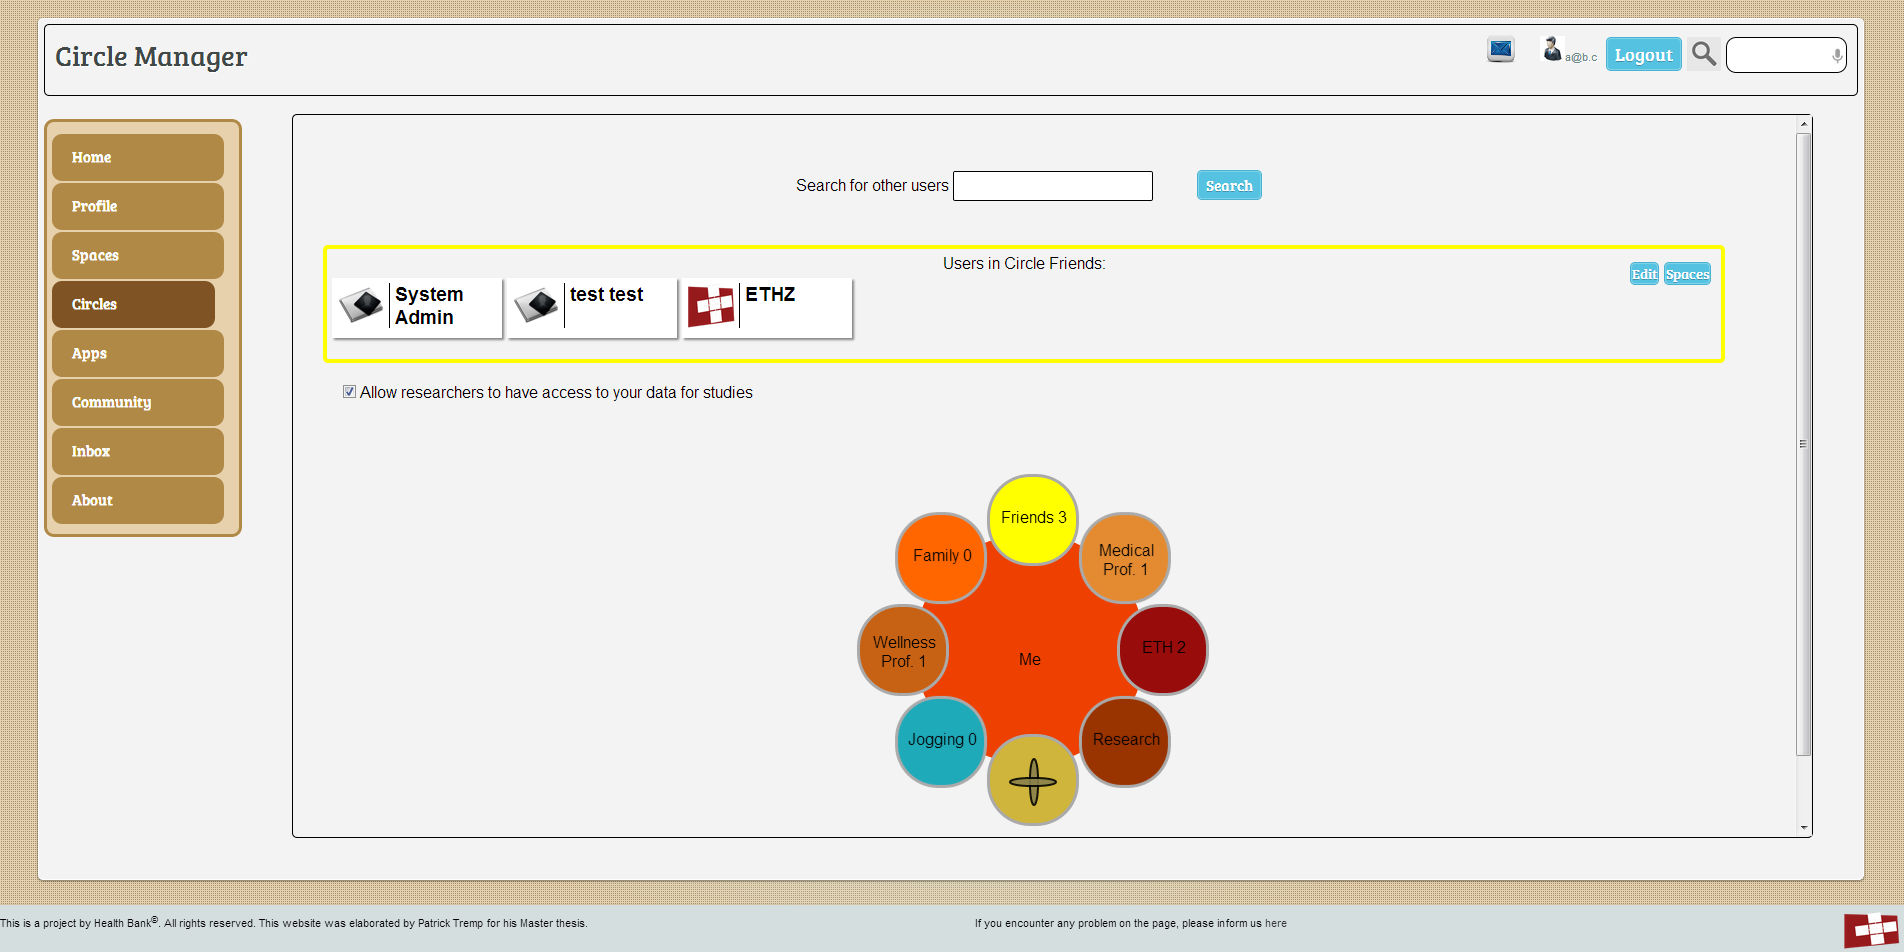 Circle Manager
a@b.c
Logout
Home
Profile
Spaces
Circles
Apps
Community
Inbox
About
Search for other users
Search
Users in Circle Friends:
Edit Spaces
System
Admin
test test
ETHZ
Allow researchers to have access to your data for studies
Friends 3
Family 0
Medical
Prof. 1
Wellness
Prof. 1
Me
ETH 2
Jogging 0
Research
This is a project by Health Bank©. All rights reserved. This website was elaborated by Patrick Tremp for his Master thesis.
If you encounter any problem on the page, please inform us here